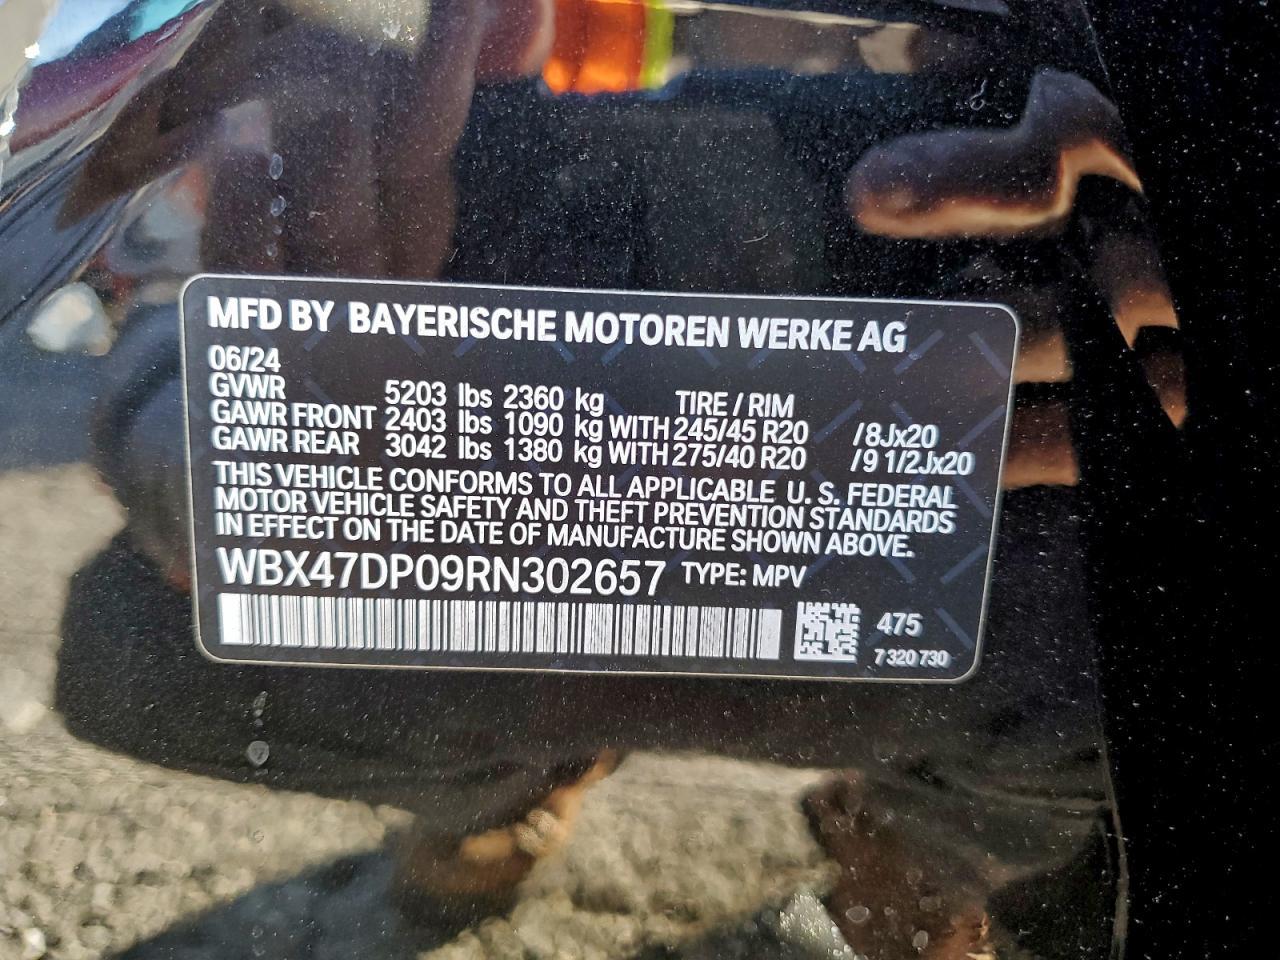 MFD BY BAYERISCHE MOTOREN WERKE AG
06/24
GVWR 5203 lbs 2360 kg TIRE / RIM
GAWR FRONT 2403 lbs 1090 kg WITH 245/45 R20 /8Jx20
GAWR REAR 3042 lbs 1380 kg WITH 275/40 R20 /9 1/2Jx20
THIS VEHICLE CONFORMS TO ALL APPLICABLE U. S. FEDERAL
MOTOR VEHICLE SAFETY AND THEFT PREVENTION STANDARDS
IN EFFECT ON THE DATE OF MANUFACTURE SHOWN ABOVE.
WBX47DP09RN302657 TYPE: MPV
475
7 320 730